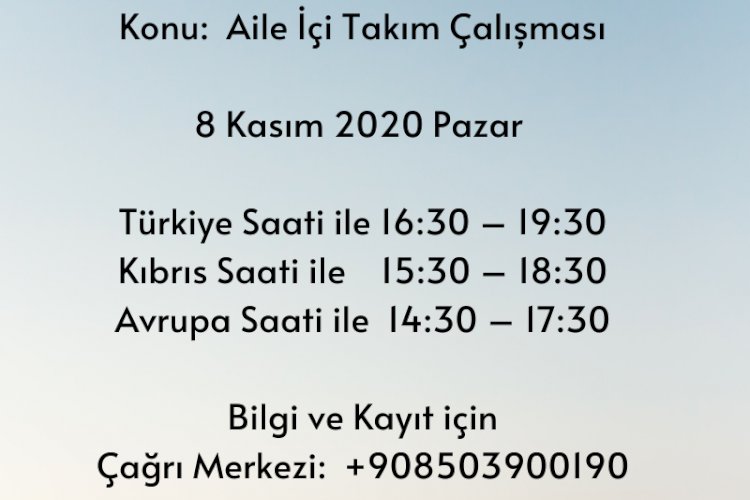 Konu: Aile İçi Takım Çalışması
8 Kasım 2020 Pazar
Türkiye Saati ile 16:30 – 19:30
Kıbrıs Saati ile 15:30 – 18:30
Avrupa Saati ile 14:30 – 17:30
Bilgi ve Kayıt için
Çağrı Merkezi: +908503900190